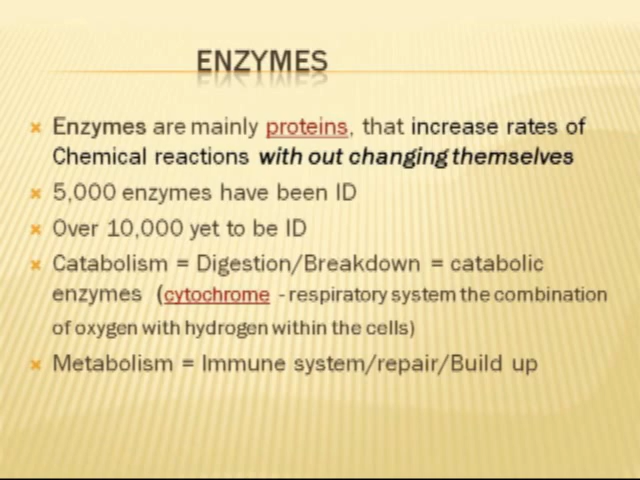 ENZYMES
Enzymes are mainly proteins, that increase rates of
Chemical reactions with out changing themselves
5,000 enzymes have been ID
Over 10,000 yet to be ID
Catabolism = Digestion/Breakdown = catabolic
enzymes (cytochrome - respiratory system the combination
of oxygen with hydrogen within the cells)
Metabolism = Immune system/repair/Build up